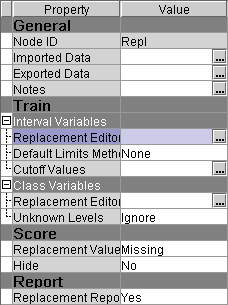 Property Value
General
Node ID Repl
Imported Data ...
Exported Data ...
Notes ...
Train
Interval Variables
Replacement Editor ...
Default Limits Metho None
Cutoff Values ...
Class Variables
Replacement Editor ...
Unknown Levels Ignore
Score
Replacement Value Missing
Hide No
Report
Replacement Repo Yes